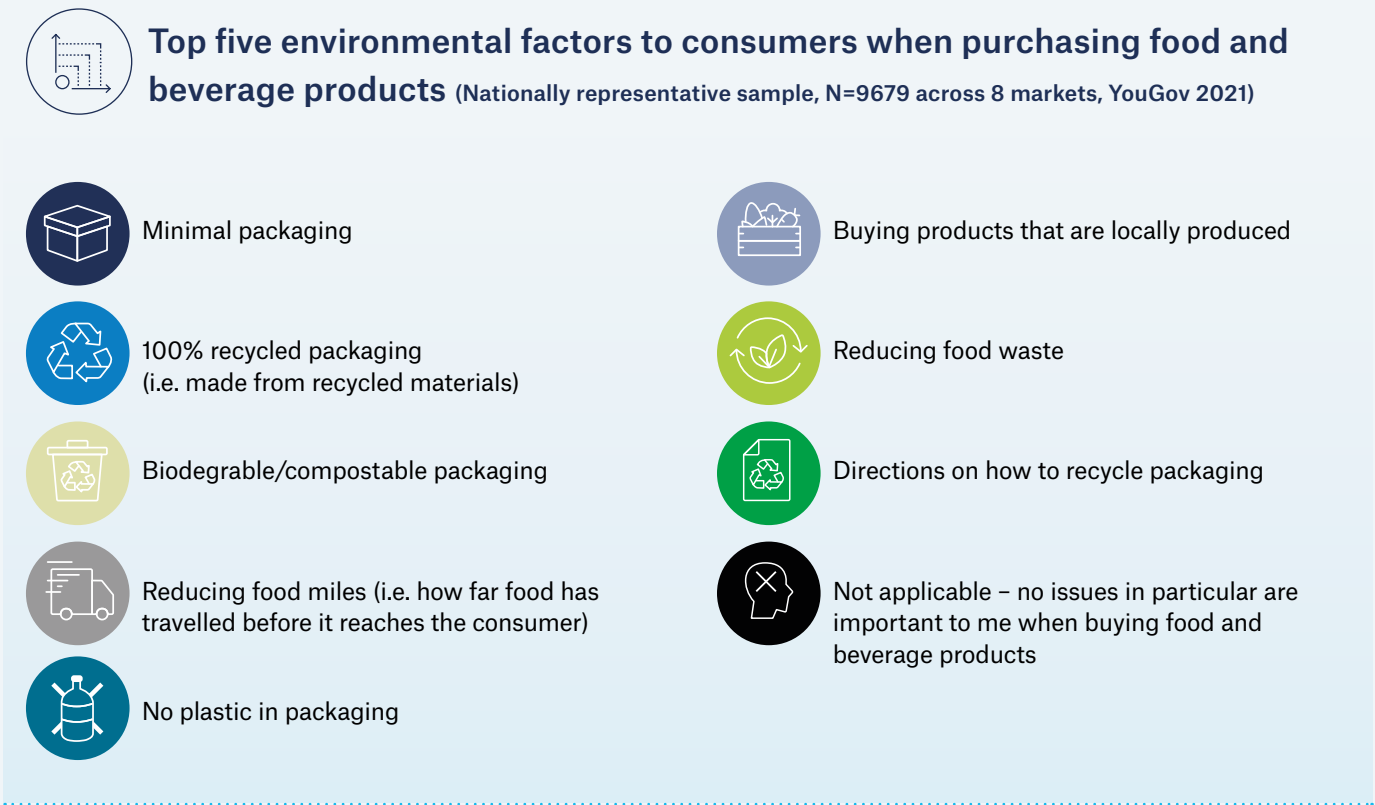 Top five environmental factors to consumers when purchasing food and
beverage products (Nationally representative sample, N=9679 across 8 markets, YouGov 2021)
Minimal packaging
100% recycled packaging
(i.e. made from recycled materials)
Biodegrable/compostable packaging
Reducing food miles (i.e. how far food has
travelled before it reaches the consumer)
No plastic in packaging
Buying products that are locally produced
Reducing food waste
Directions on how to recycle packaging
Not applicable – no issues in particular are
important to me when buying food and
beverage products